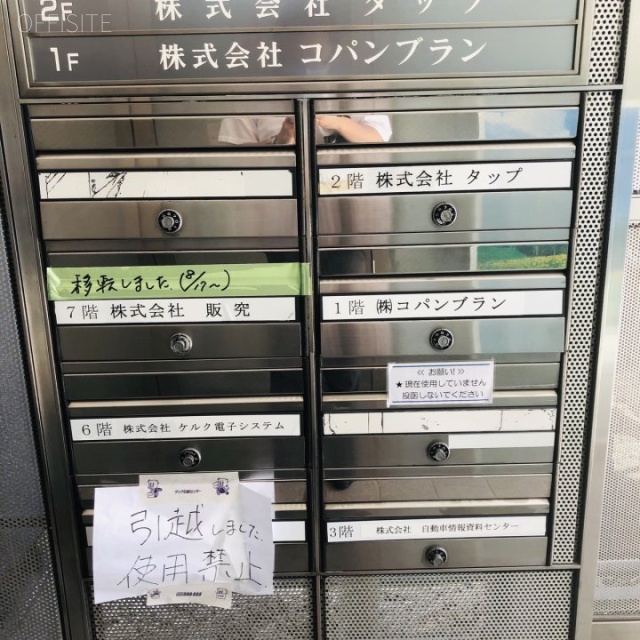 OFFISITE
2F 株式会社 タップ
1F 株式会社 コパンブラン
2階 株式会社 タップ
移転しました.(8/17~)
7階 株式会社 販究
1階 ㈱コパンブラン
≪ お願い! ≫
★ 現在使用していません
投函しないでください
6階 株式会社 ケルク電子システム
引越しました.
使用禁止
3階 株式会社 自動車情報資料センター